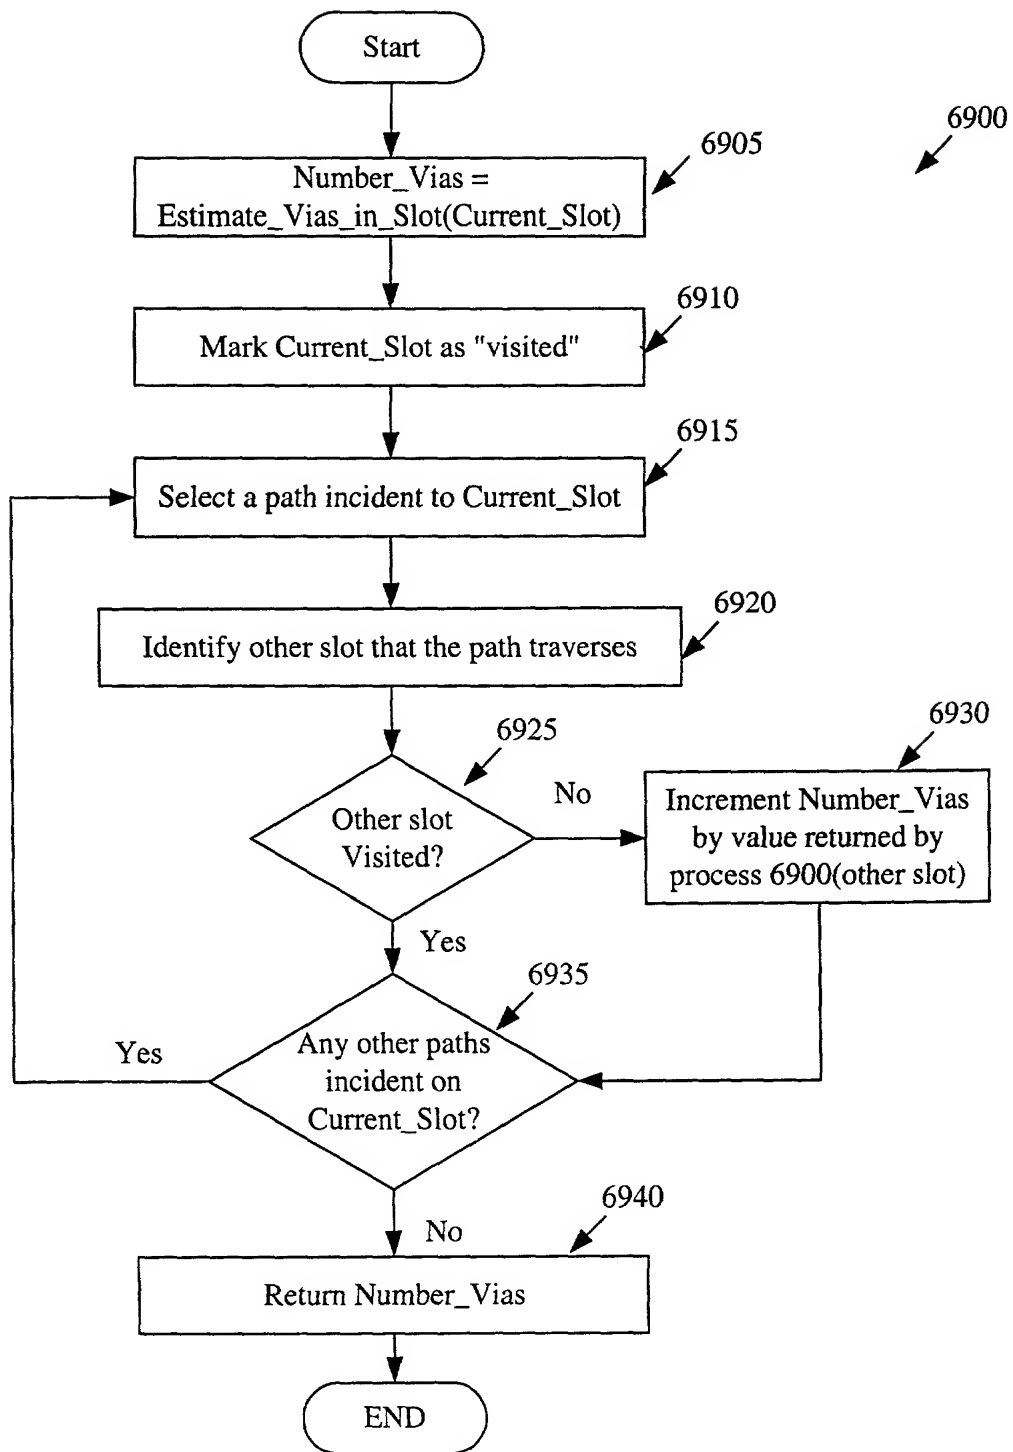 Start
6900
6905
Number_Vias =
Estimate_Vias_in_Slot(Current_Slot)
6910
Mark Current_Slot as "visited"
6915
Select a path incident to Current_Slot
6920
Identify other slot that the path traverses
6925
6930
Other slot
Visited?
No
Increment Number_Vias
by value returned by
process 6900(other slot)
Yes
6935
Any other paths
incident on
Current_Slot?
Yes
No
6940
Return Number_Vias
END